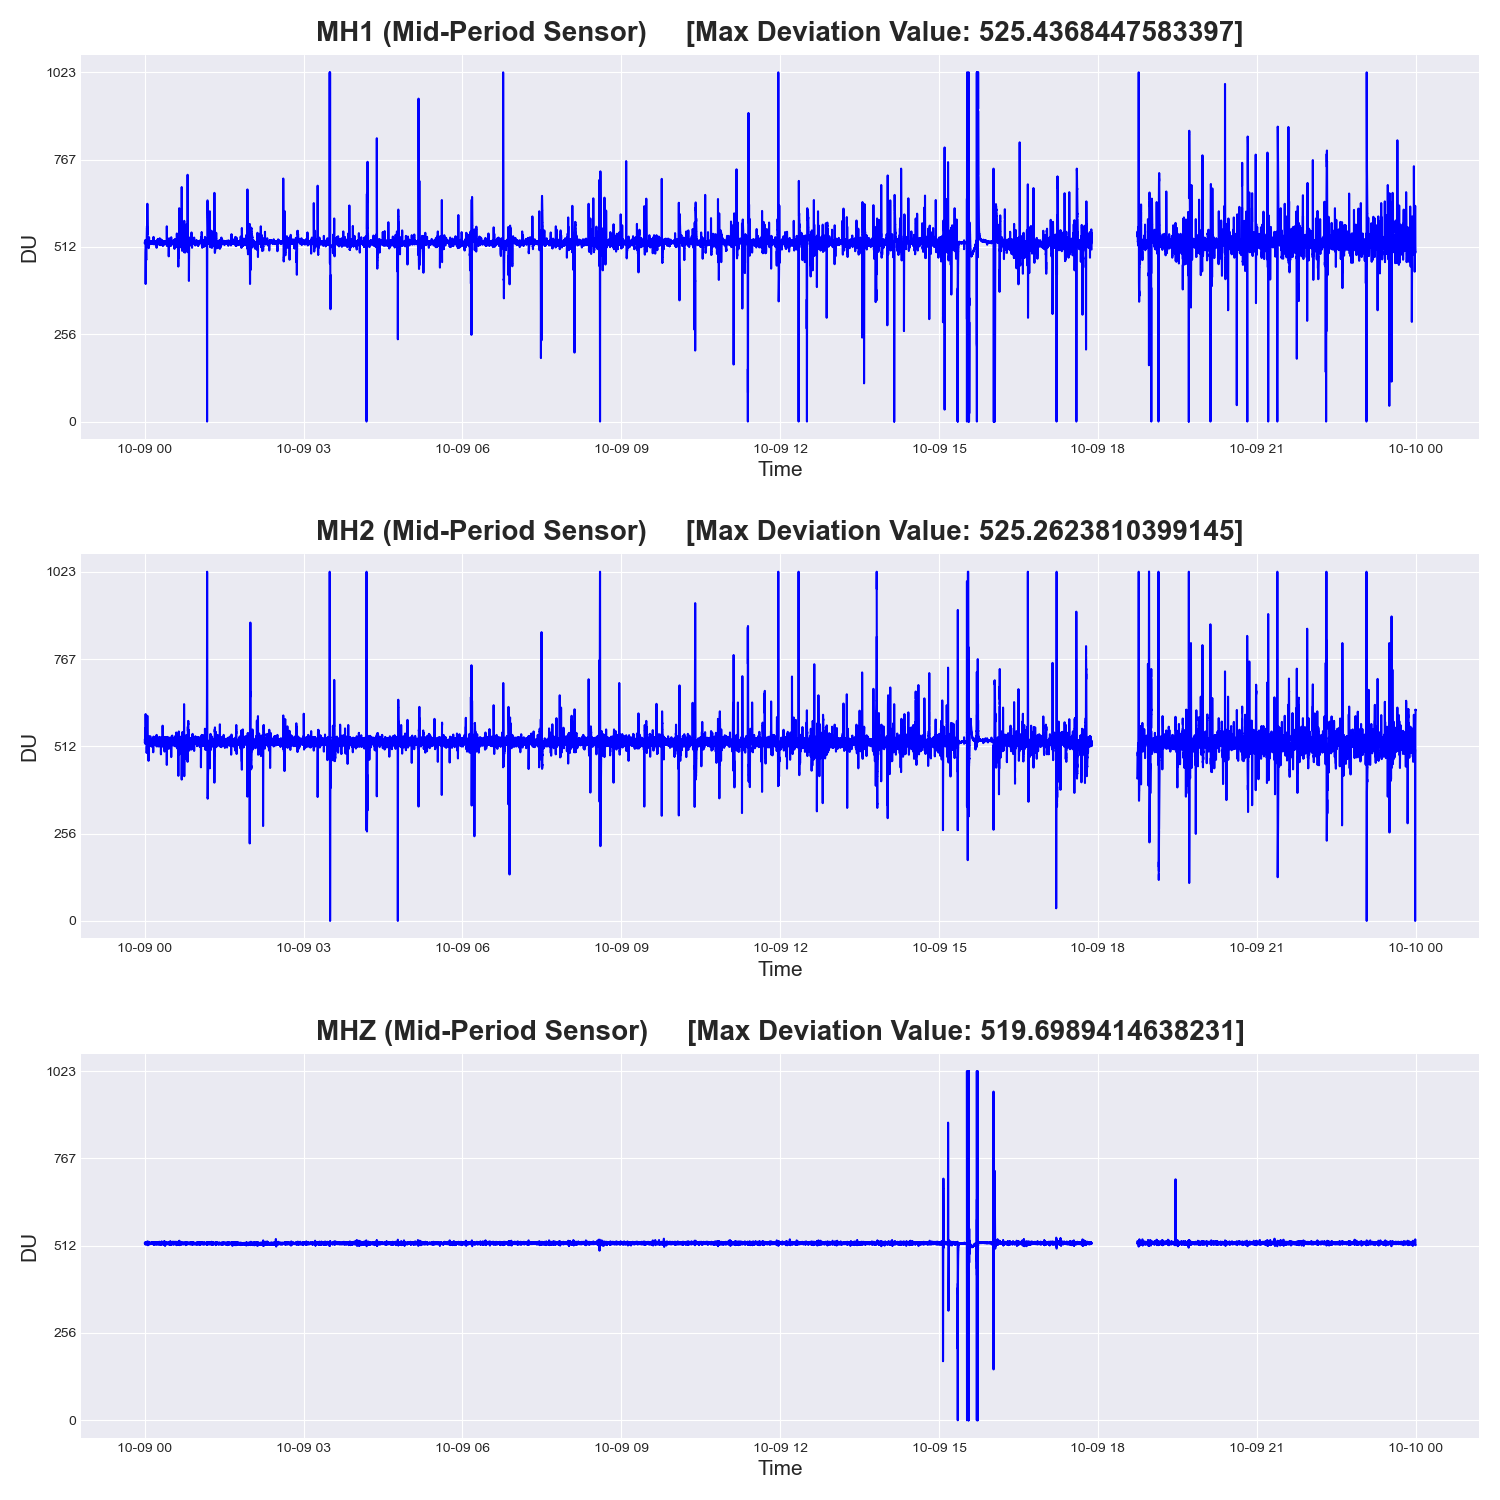 MH1 (Mid-Period Sensor) [Max Deviation Value: 525.4368447583397]
1023
767
512
256
0
DU
10-09 00 10-09 03 10-09 06 10-09 09 10-09 12 10-09 15 10-09 18 10-09 21 10-10 00
Time
MH2 (Mid-Period Sensor) [Max Deviation Value: 525.2623810399145]
1023
767
512
256
0
DU
10-09 00 10-09 03 10-09 06 10-09 09 10-09 12 10-09 15 10-09 18 10-09 21 10-10 00
Time
MHZ (Mid-Period Sensor) [Max Deviation Value: 519.6989414638231]
1023
767
512
256
0
DU
10-09 00 10-09 03 10-09 06 10-09 09 10-09 12 10-09 15 10-09 18 10-09 21 10-10 00
Time